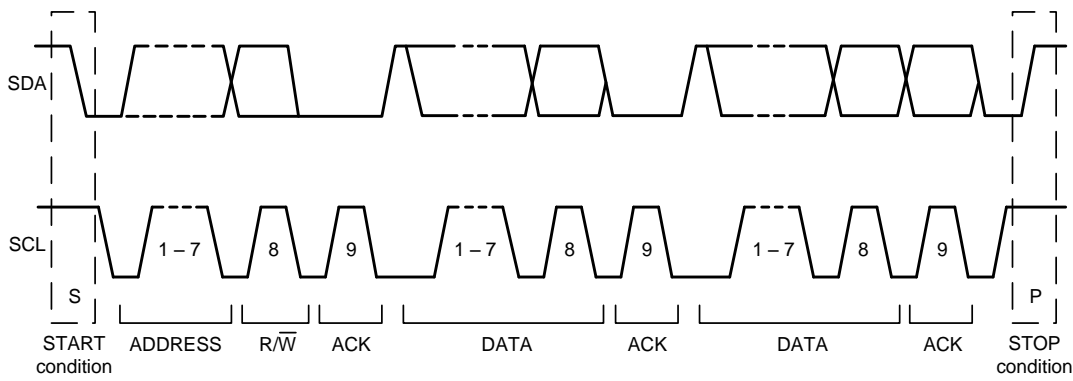 SDA
SCL
1 – 7
8
9
1 – 7
8
9
1 – 7
8
9
S
P
START
condition
ADDRESS
R/W̅
ACK
DATA
ACK
DATA
ACK
STOP
condition